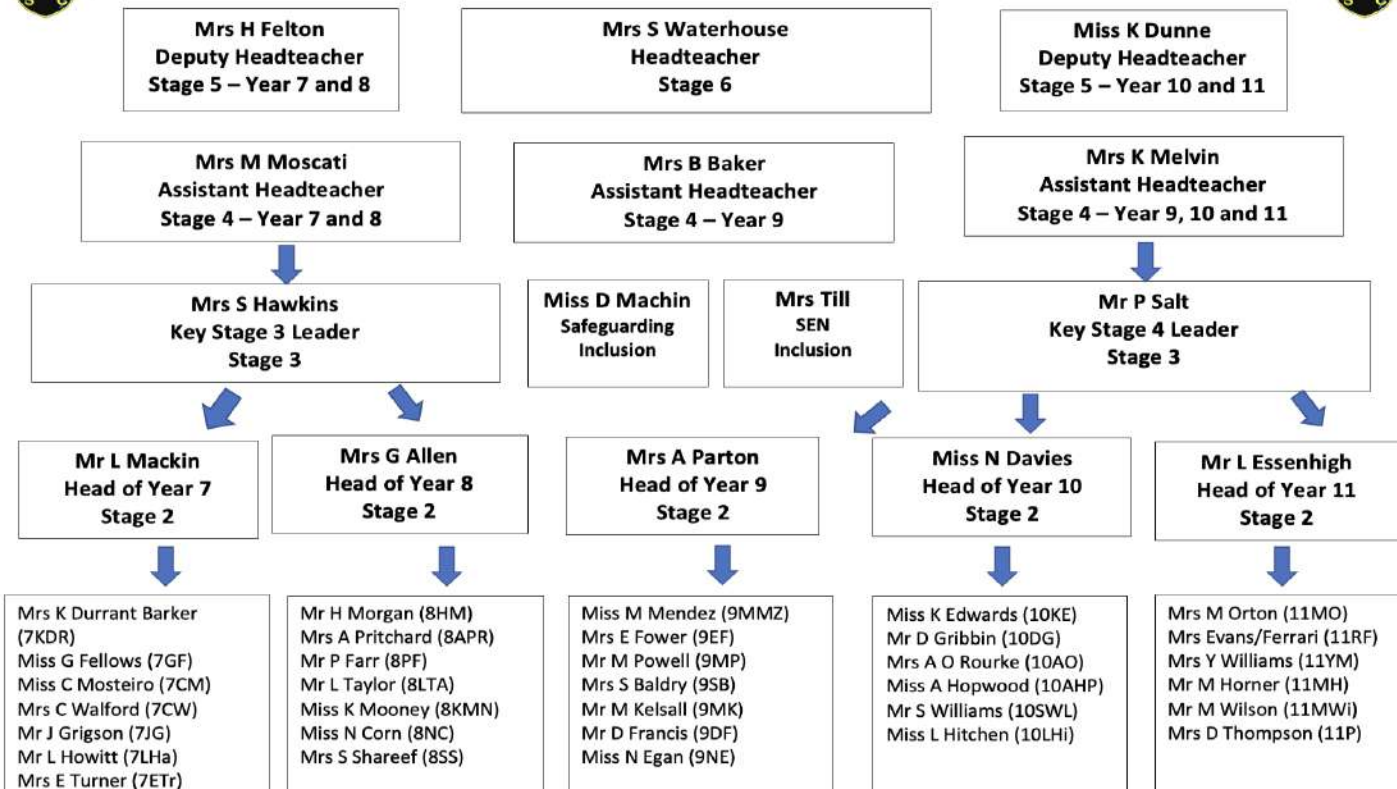 S C
S C
Mrs H Felton
Deputy Headteacher
Stage 5 – Year 7 and 8
Mrs S Waterhouse
Headteacher
Stage 6
Miss K Dunne
Deputy Headteacher
Stage 5 – Year 10 and 11
Mrs M Moscati
Assistant Headteacher
Stage 4 – Year 7 and 8
Mrs B Baker
Assistant Headteacher
Stage 4 – Year 9
Mrs K Melvin
Assistant Headteacher
Stage 4 – Year 9, 10 and 11
Mrs S Hawkins
Key Stage 3 Leader
Stage 3
Miss D Machin
Safeguarding
Inclusion
Mrs Till
SEN
Inclusion
Mr P Salt
Key Stage 4 Leader
Stage 3
Mr L Mackin
Head of Year 7
Stage 2
Mrs G Allen
Head of Year 8
Stage 2
Mrs A Parton
Head of Year 9
Stage 2
Miss N Davies
Head of Year 10
Stage 2
Mr L Essenhigh
Head of Year 11
Stage 2
Mrs K Durrant Barker
(7KDR)
Miss G Fellows (7GF)
Miss C Mosteiro (7CM)
Mrs C Walford (7CW)
Mr J Grigson (7JG)
Mr L Howitt (7LHa)
Mrs E Turner (7ETr)
Mr H Morgan (8HM)
Mrs A Pritchard (8APR)
Mr P Farr (8PF)
Mr L Taylor (8LTA)
Miss K Mooney (8KMN)
Miss N Corn (8NC)
Mrs S Shareef (8SS)
Miss M Mendez (9MMZ)
Mrs E Fower (9EF)
Mr M Powell (9MP)
Mrs S Baldry (9SB)
Mr M Kelsall (9MK)
Mr D Francis (9DF)
Miss N Egan (9NE)
Miss K Edwards (10KE)
Mr D Gribbin (10DG)
Mrs A O Rourke (10AO)
Miss A Hopwood (10AHP)
Mr S Williams (10SWL)
Miss L Hitchen (10LHi)
Mrs M Orton (11MO)
Mrs Evans/Ferrari (11RF)
Mrs Y Williams (11YM)
Mr M Horner (11MH)
Mr M Wilson (11MWi)
Mrs D Thompson (11P)